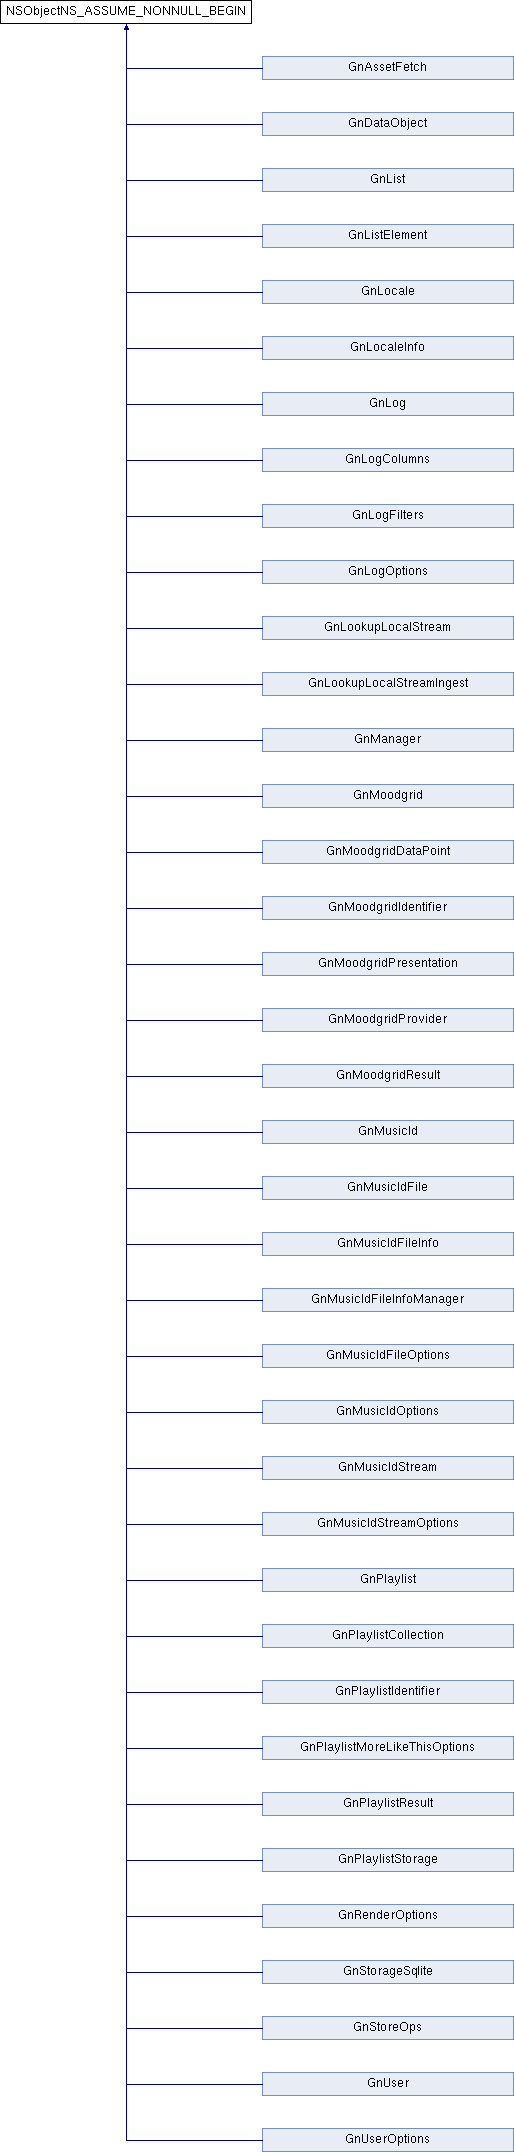 NSObjectNS_ASSUME_NONNULL_BEGIN
GnAssetFetch
GnDataObject
GnList
GnListElement
GnLocale
GnLocaleInfo
GnLog
GnLogColumns
GnLogFilters
GnLogOptions
GnLookupLocalStream
GnLookupLocalStreamIngest
GnManager
GnMoodgrid
GnMoodgridDataPoint
GnMoodgridIdentifier
GnMoodgridPresentation
GnMoodgridProvider
GnMoodgridResult
GnMusicId
GnMusicIdFile
GnMusicIdFileInfo
GnMusicIdFileInfoManager
GnMusicIdFileOptions
GnMusicIdOptions
GnMusicIdStream
GnMusicIdStreamOptions
GnPlaylist
GnPlaylistCollection
GnPlaylistIdentifier
GnPlaylistMoreLikeThisOptions
GnPlaylistResult
GnPlaylistStorage
GnRenderOptions
GnStorageSqlite
GnStoreOps
GnUser
GnUserOptions